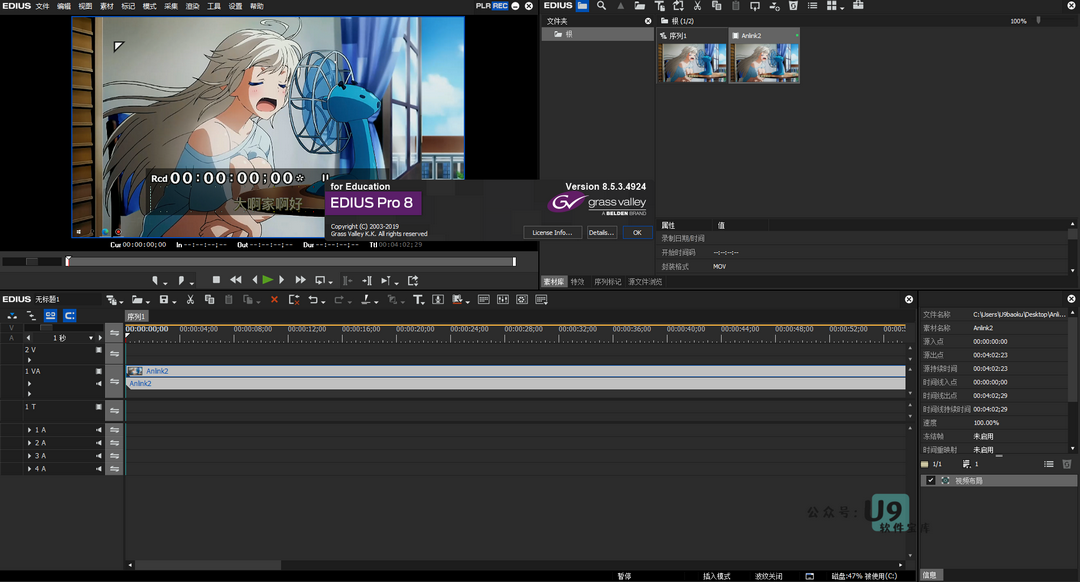 EDIUS 文件 编辑 视图 素材 标记 模式 采集 渲染 工具 设置 帮助
PLR REC
EDIUS
文件夹
根
根 (1/2)
100%
序列1
Anlink2
Rcd 00:00:00;00
大啊家啊好
for Education
EDIUS Pro 8
Copyright (C) 2003-2019
Grass Valley K.K. All rights reserved
Version 8.5.3.4924
grass valley
A BELDEN BRAND
License Info...
Details...
OK
Cur 00:00:00;00 In --:--:--;-- Out --:--:--;-- Dur --:--:--;-- Ttl 00:04:02;29
属性 值
录制日期/时间
开始时间码 --:--:--;--
封装格式 MOV
素材库 特效 序列标记 源文件浏览
EDIUS 无标题1
序列1
1 秒
00:00:00;00 00:00:04;00 00:00:08;00 00:00:12;00 00:00:16;00 00:00:20;00 00:00:24;00 00:00:28;00 00:00:32;00 00:00:36;00 00:00:40;00 00:00:44;00 00:00:48;00 00:00:52;00
V
A
2 V
1 VA
Anlink2
Anlink2
1 T
1 A
2 A
3 A
4 A
文件名称 C:\Users\U9baoku\Desktop\Anli...
素材名称 Anlink2
源入点 00:00:00:00
源出点 00:04:02:23
源持续时间 00:04:02:23
时间线入点 00:00:00;00
时间线出点 00:04:02;29
时间线持续时间 00:04:02;29
速度 100.00%
冻结帧 未启用
时间重映射 未启用
1/1 1
视频布局
公众号:
U9
软件宝库
暂停 插入模式 波纹关闭 磁盘:47% 被使用(C:)
信息